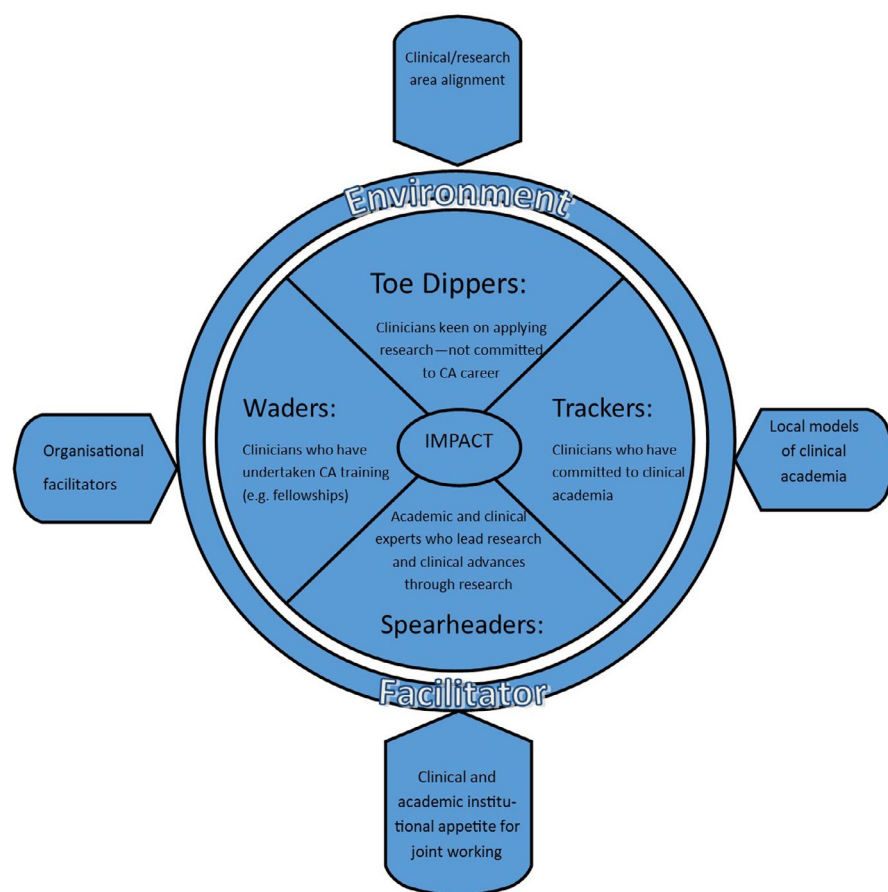 Clinical/research
area alignment
Environment
Toe Dippers:
Clinicians keen on applying
research—not committed
to CA career
Waders:
Clinicians who have
undertaken CA training
(e.g. fellowships)
IMPACT
Trackers:
Clinicians who have
committed to clinical
academia
Organisational
facilitators
Local models
of clinical
academia
Academic and clinical
experts who lead research
and clinical advances
through research
Spearheaders:
Facilitator
Clinical and
academic institu-
tional appetite for
joint working